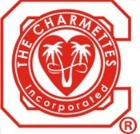 THE CHARMETTES
incorporated
®